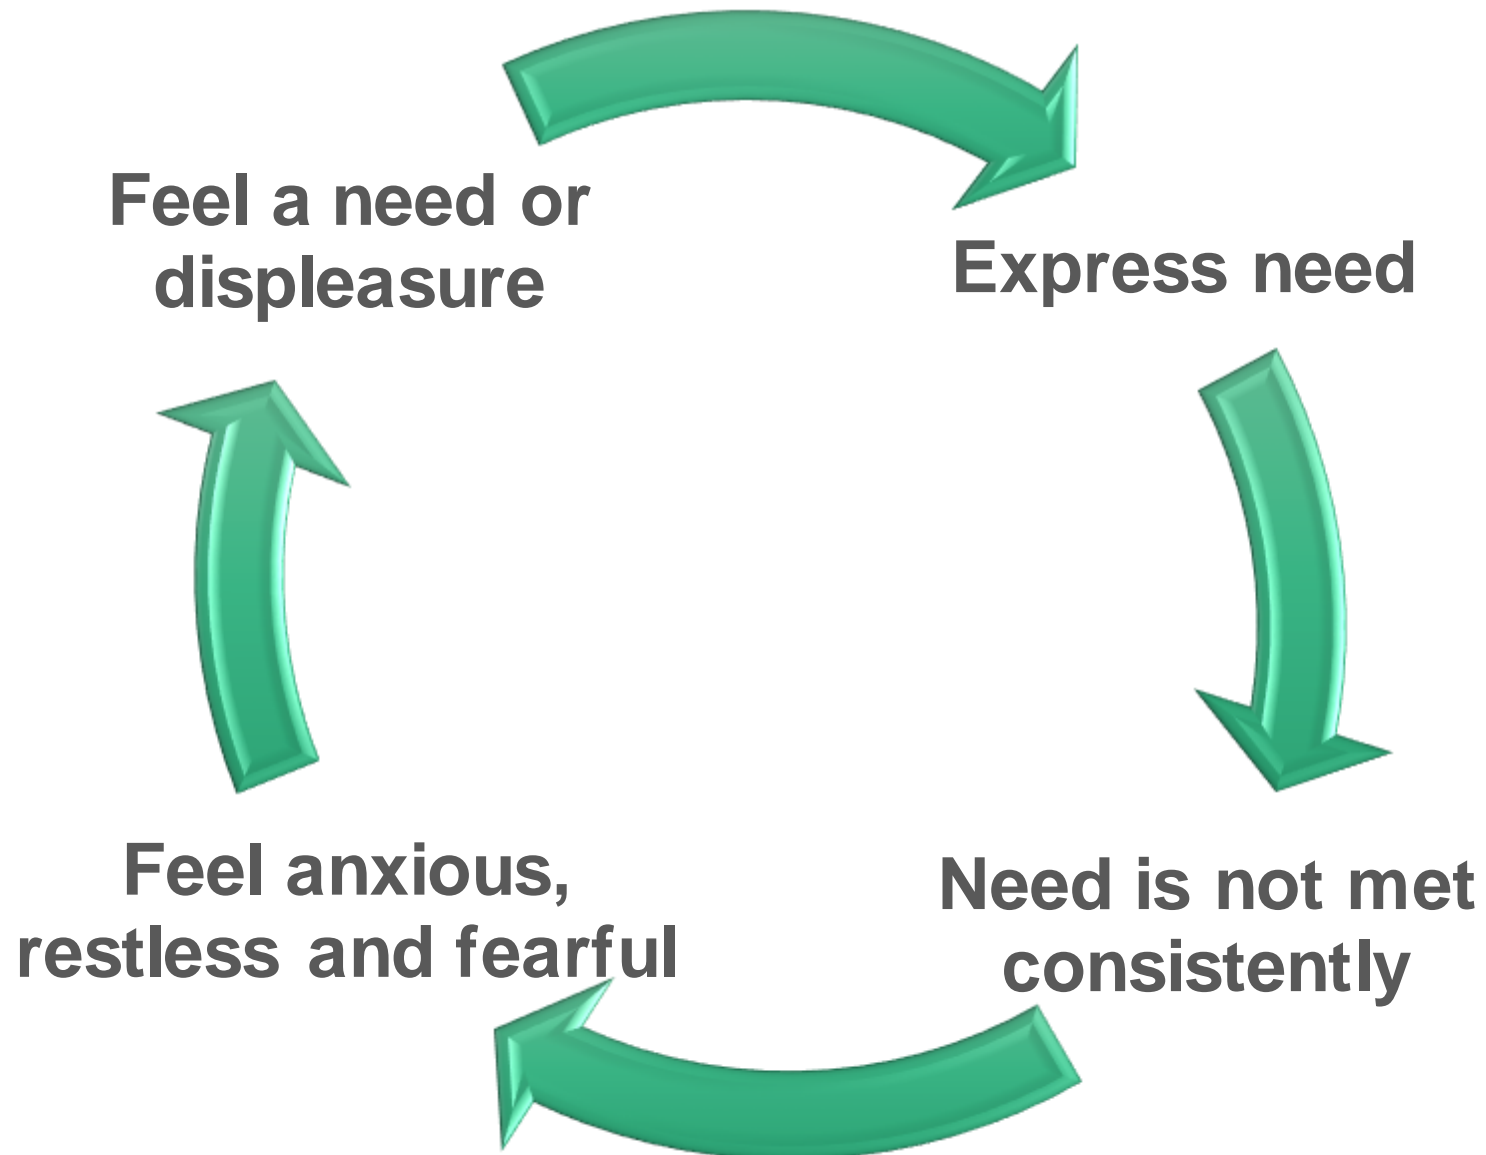 Feel a need or
displeasure
Express need
Need is not met
consistently
Feel anxious,
restless and fearful